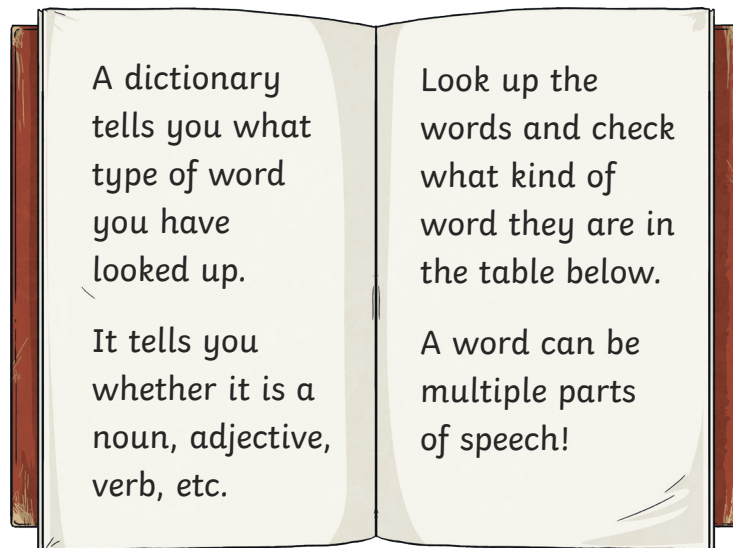 A dictionary
tells you what
type of word
you have
looked up.
It tells you
whether it is a
noun, adjective,
verb, etc.
Look up the
words and check
what kind of
word they are in
the table below.
A word can be
multiple parts
of speech!